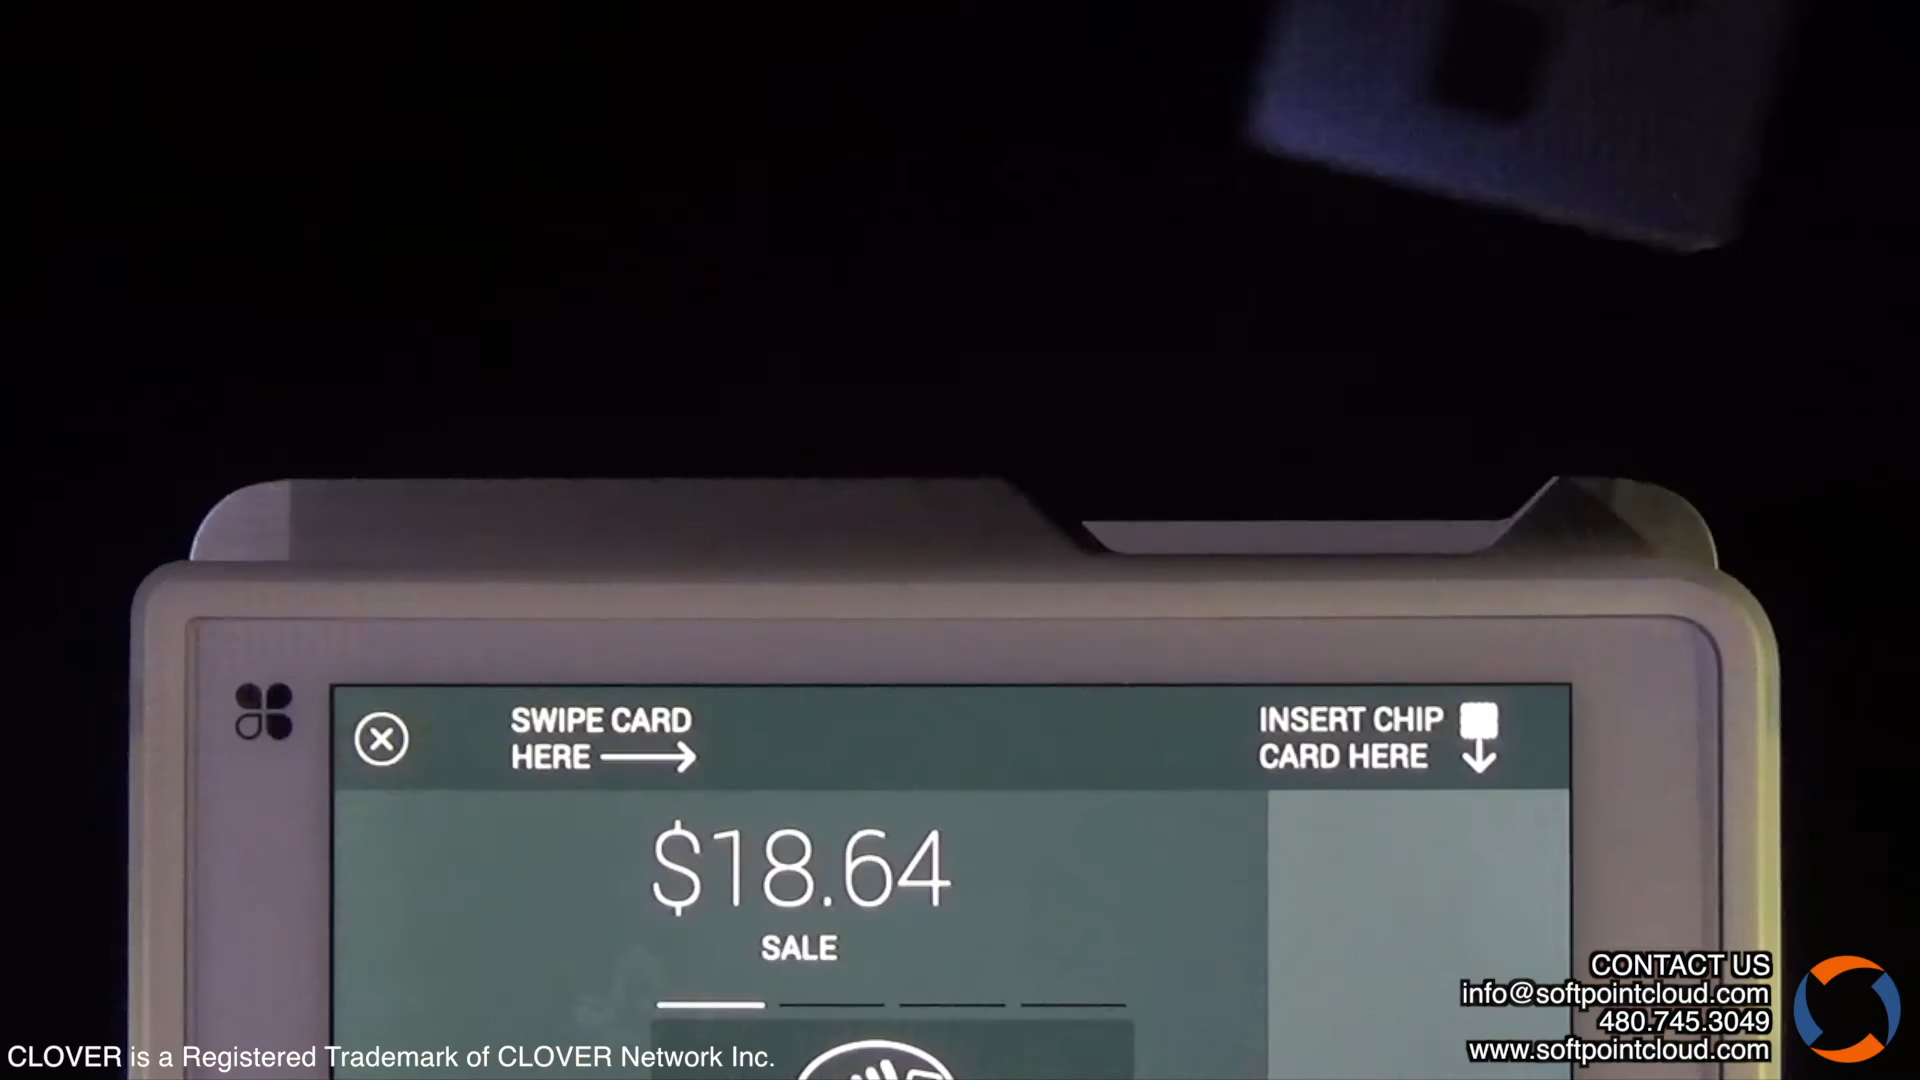 SWIPE CARD
HERE
INSERT CHIP
CARD HERE
$18.64
SALE
CONTACT US
info@softpointcloud.com
480.745.3049
www.softpointcloud.com
CLOVER is a Registered Trademark of CLOVER Network Inc.